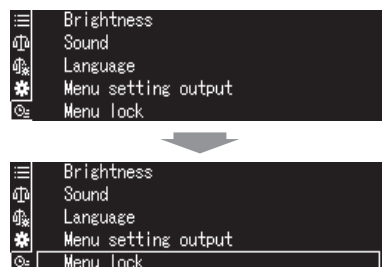 Brightness
Sound
Language
Menu setting output
Menu lock
Brightness
Sound
Language
Menu setting output
Menu lock